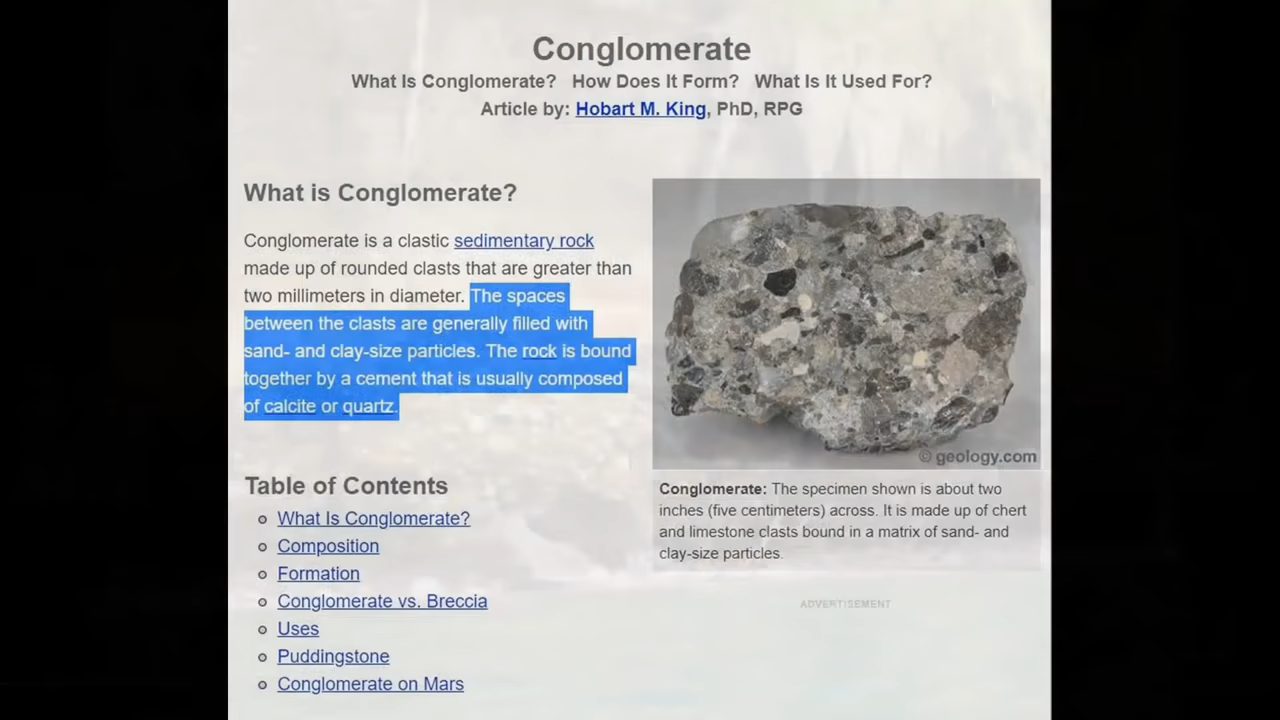 Conglomerate
What Is Conglomerate? How Does It Form? What Is It Used For?
Article by: Hobart M. King, PhD, RPG
What is Conglomerate?
Conglomerate is a clastic sedimentary rock
made up of rounded clasts that are greater than
two millimeters in diameter. The spaces
between the clasts are generally filled with
sand- and clay-size particles. The rock is bound
together by a cement that is usually composed
of calcite or quartz.
Table of Contents
What Is Conglomerate?
Composition
Formation
Conglomerate vs. Breccia
Uses
Puddingstone
Conglomerate on Mars
© geology.com
Conglomerate: The specimen shown is about two
inches (five centimeters) across. It is made up of chert
and limestone clasts bound in a matrix of sand- and
clay-size particles.
ADVERTISEMENT